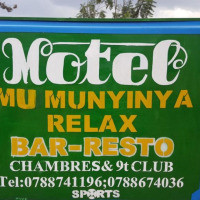 Motel
MU MUNYINYA
RELAX
BAR-RESTO
CHAMBRES & 9t CLUB
Tel:0788741196;0788674036
SPORTS